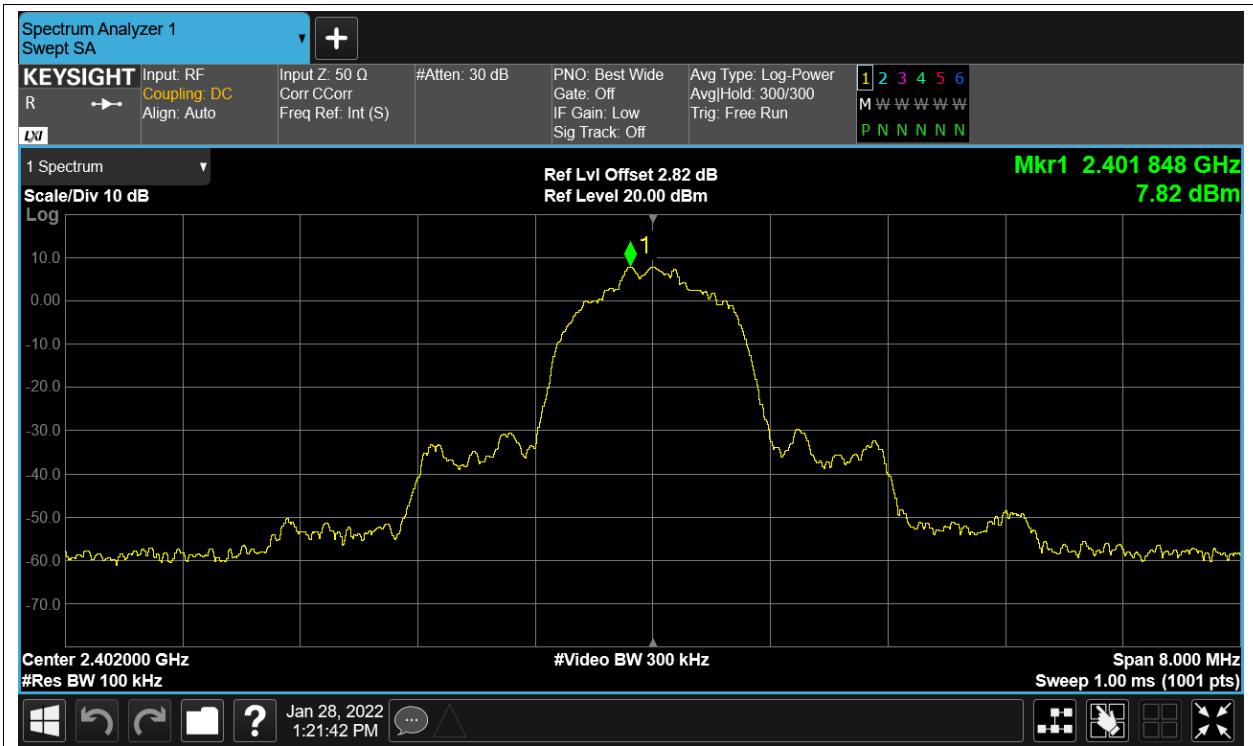 Spectrum Analyzer 1
Swept SA
KEYSIGHT Input: RF Input Z: 50 Ω #Atten: 30 dB PNO: Best Wide Avg Type: Log-Power 1 2 3 4 5 6
R Coupling: DC Corr CCorr Gate: Off Avg|Hold: 300/300 M W W W W W
Align: Auto Freq Ref: Int (S) IF Gain: Low Trig: Free Run
LXI Sig Track: Off P N N N N N
1 Spectrum Ref Lvl Offset 2.82 dB Mkr1 2.401 848 GHz
Scale/Div 10 dB Ref Level 20.00 dBm 7.82 dBm
Log
1
10.0
0.00
-10.0
-20.0
-30.0
-40.0
-50.0
-60.0
-70.0
Center 2.402000 GHz #Video BW 300 kHz Span 8.000 MHz
#Res BW 100 kHz Sweep 1.00 ms (1001 pts)
? Jan 28, 2022
1:21:42 PM